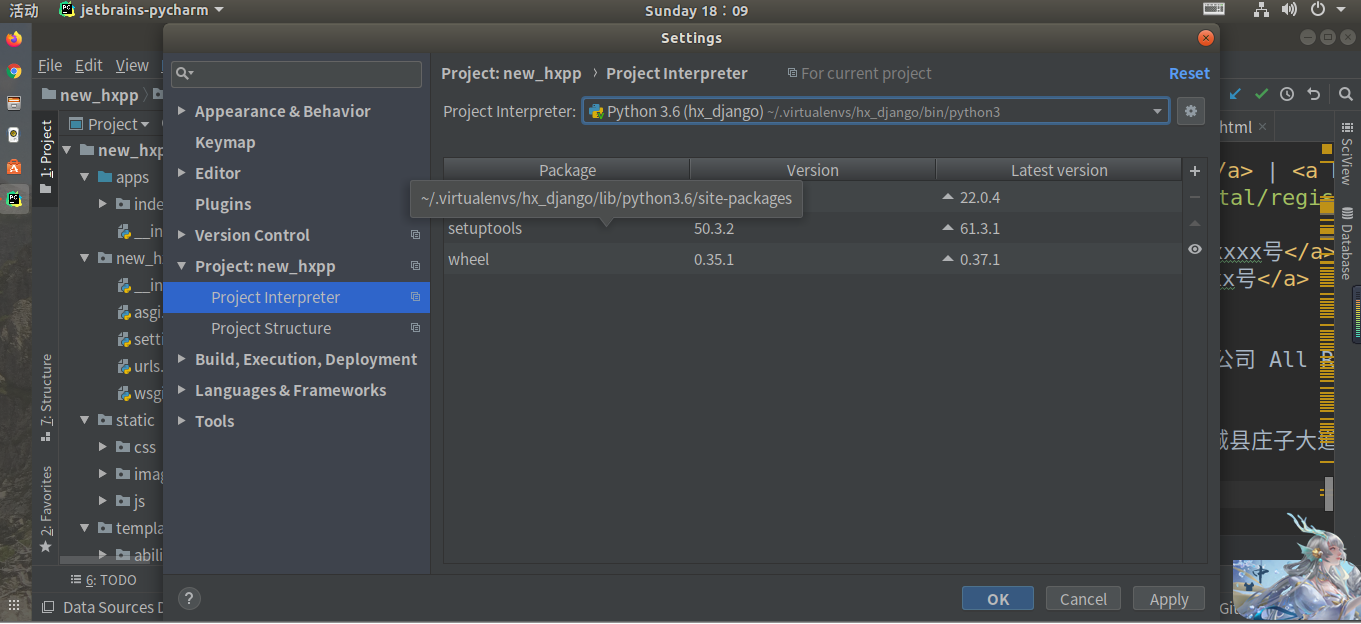 活动
jetbrains-pycharm
Sunday 18：09
Settings
File Edit View
new_hxpp
Project
1: Project
new_hxp
apps
inde
__in
new_h
__in
asgi.
setti
urls.
wsgi
static
css
imag
js
templa
abili
7: Structure
2: Favorites
6: TODO
Data Sources D
Appearance & Behavior
Keymap
Editor
Plugins
Version Control
Project: new_hxpp
Project Interpreter
Project Structure
Build, Execution, Deployment
Languages & Frameworks
Tools
Project: new_hxpp › Project Interpreter
For current project
Reset
Project Interpreter: Python 3.6 (hx_django) ~/.virtualenvs/hx_django/bin/python3
Package Version Latest version
~/.virtualenvs/hx_django/lib/python3.6/site-packages
22.0.4
setuptools 50.3.2 61.3.1
wheel 0.35.1 0.37.1
? OK Cancel Apply
html
/a> | <a
tal/regis
xxx号</a>
x号</a>
公司 All
县庄子大道
SciView
Database
Git